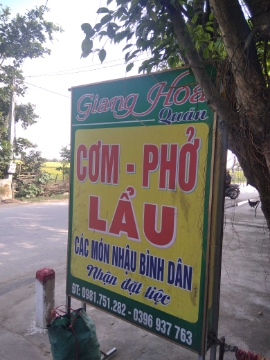 Giang Hoa
Quán
CƠM - PHỞ
LẨU
CÁC MÓN NHẬU BÌNH DÂN
Nhận đặt tiệc
ĐT: 0981.751.282 - 0396 937 763